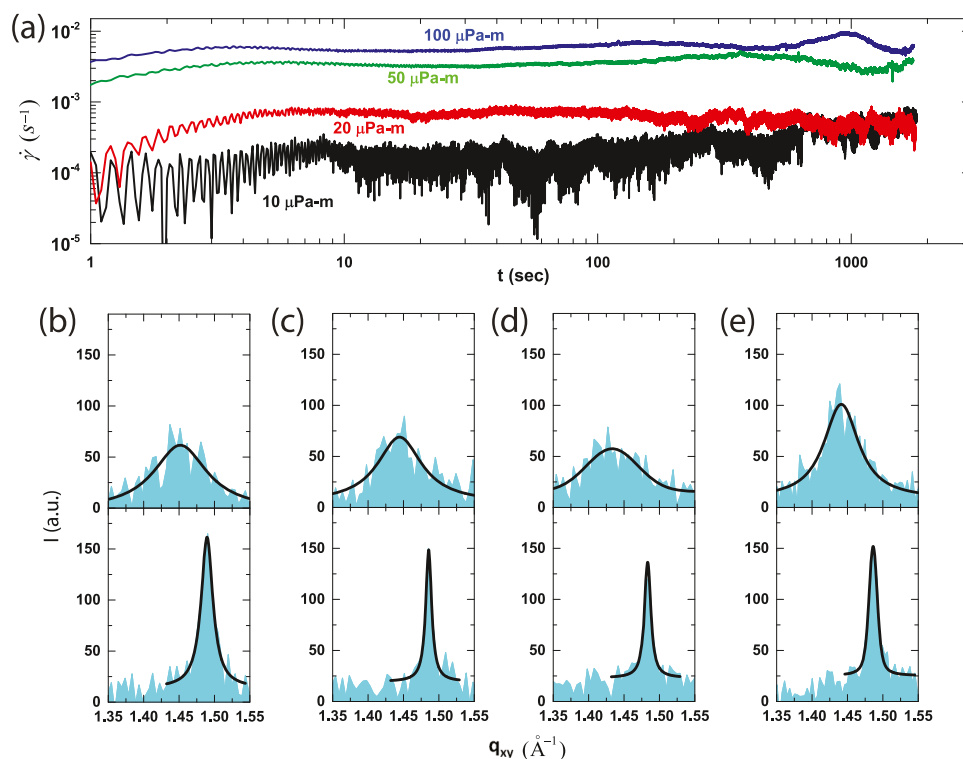 (a)
10⁻²
10⁻³
10⁻⁴
10⁻⁵
γ̇ (s⁻¹)
100 µPa-m
50 µPa-m
20 µPa-m
10 µPa-m
1 10 100 1000
t (sec)
(b) (c) (d) (e)
150 150 150 150
100 100 100 100
50 50 50 50
0 0 0 0
I (a.u.)
150 150 150 150
100 100 100 100
50 50 50 50
0 0 0 0
1.35 1.40 1.45 1.50 1.55 1.35 1.40 1.45 1.50 1.55 1.35 1.40 1.45 1.50 1.55 1.35 1.40 1.45 1.50 1.55
q_xy (Å⁻¹)